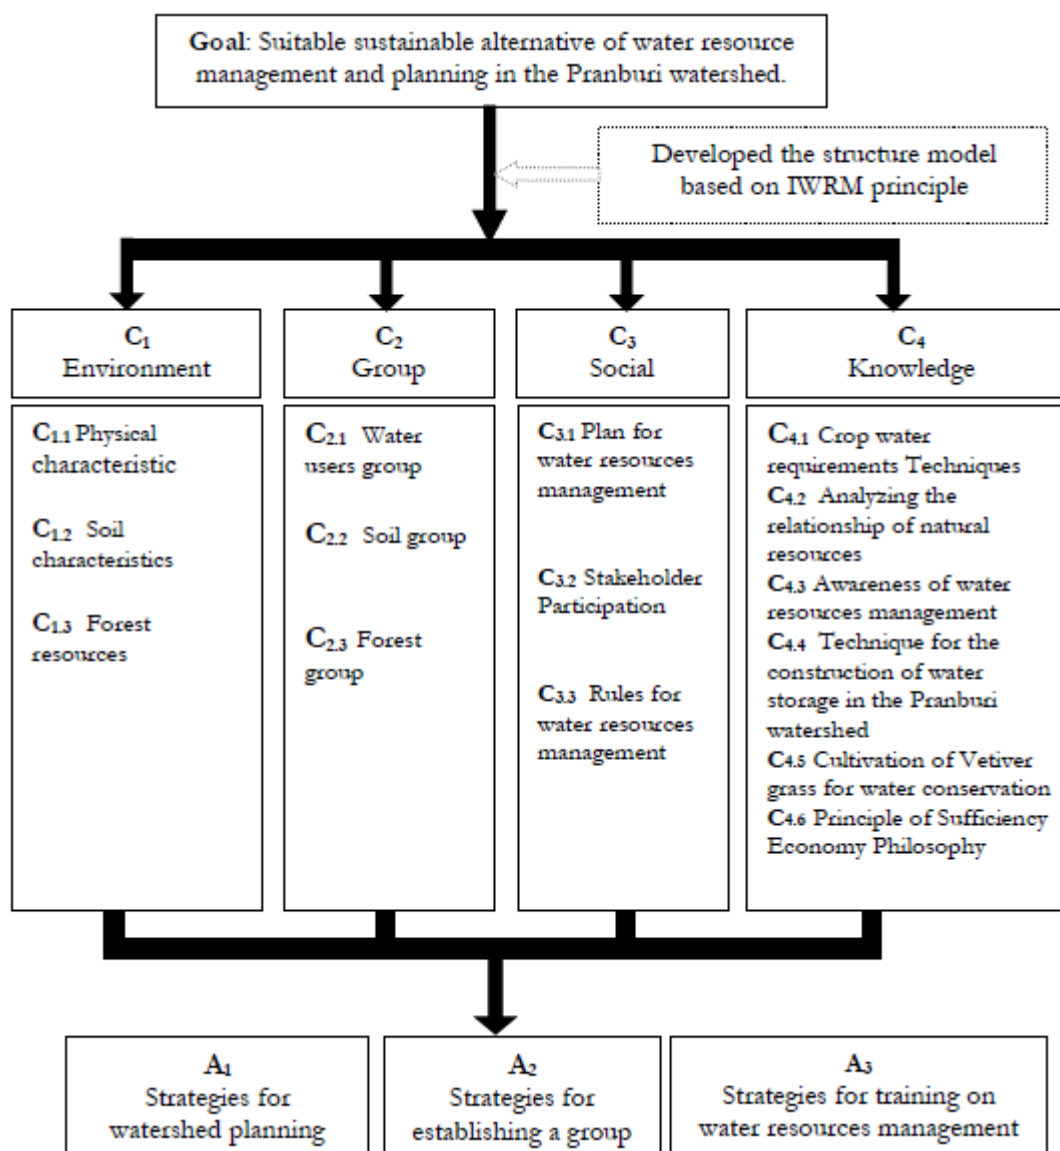 Goal: Suitable sustainable alternative of water resource
management and planning in the Pranburi watershed.
Developed the structure model
based on IWRM principle
C1
Environment
C2
Group
C3
Social
C4
Knowledge
C1.1 Physical
characteristic
C1.2 Soil
characteristics
C1.3 Forest
resources
C2.1 Water
users group
C2.2 Soil group
C2.3 Forest
group
C3.1 Plan for
water resources
management
C3.2 Stakeholder
Participation
C3.3 Rules for
water resources
management
C4.1 Crop water
requirements Techniques
C4.2 Analyzing the
relationship of natural
resources
C4.3 Awareness of water
resources management
C4.4 Technique for the
construction of water
storage in the Pranburi
watershed
C4.5 Cultivation of Vetiver
grass for water conservation
C4.6 Principle of Sufficiency
Economy Philosophy
A1
Strategies for
watershed planning
A2
Strategies for
establishing a group
A3
Strategies for training on
water resources management